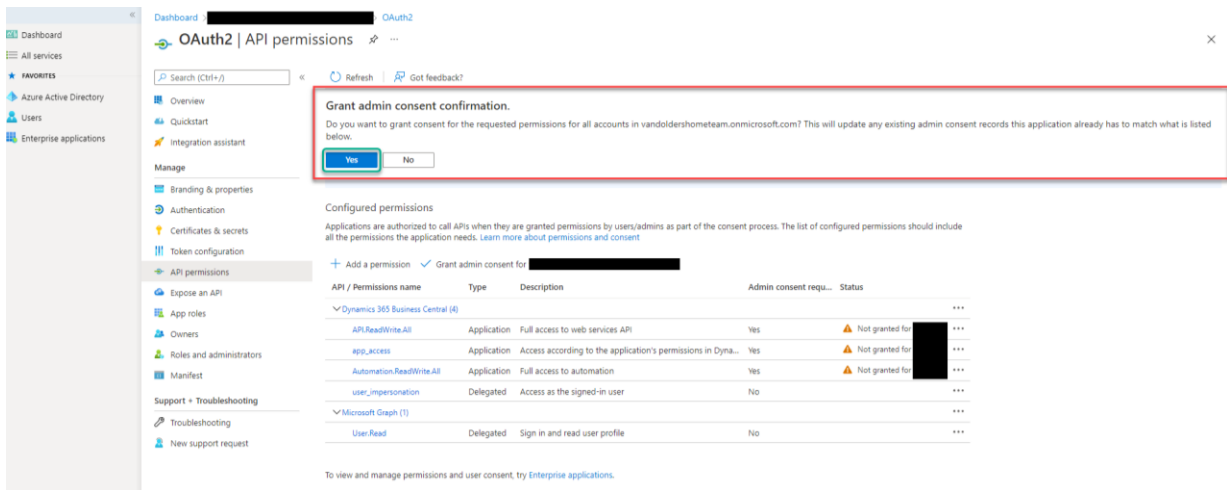 Dashboard > OAuth2
Dashboard
All services
FAVORITES
Azure Active Directory
Users
Enterprise applications
OAuth2 | API permissions
Search (Ctrl+/)
Overview
Quickstart
Integration assistant
Manage
Branding & properties
Authentication
Certificates & secrets
Token configuration
API permissions
Expose an API
App roles
Owners
Roles and administrators
Manifest
Support + Troubleshooting
Troubleshooting
New support request
Refresh Got feedback?
Grant admin consent confirmation.
Do you want to grant consent for the requested permissions for all accounts in vandoldershometeam.onmicrosoft.com? This will update any existing admin consent records this application already has to match what is listed
below.
Yes No
Configured permissions
Applications are authorized to call APIs when they are granted permissions by users/admins as part of the consent process. The list of configured permissions should include
all the permissions the application needs. Learn more about permissions and consent
Add a permission Grant admin consent for
API / Permissions name Type Description Admin consent requ... Status
Dynamics 365 Business Central (4)
API.ReadWrite.All Application Full access to web services API Yes Not granted for
app_access Application Access according to the application's permissions in Dyna... Yes Not granted for
Automation.ReadWrite.All Application Full access to automation Yes Not granted for
user_impersonation Delegated Access as the signed-in user No
Microsoft Graph (1)
User.Read Delegated Sign in and read user profile No
To view and manage permissions and user consent, try Enterprise applications.